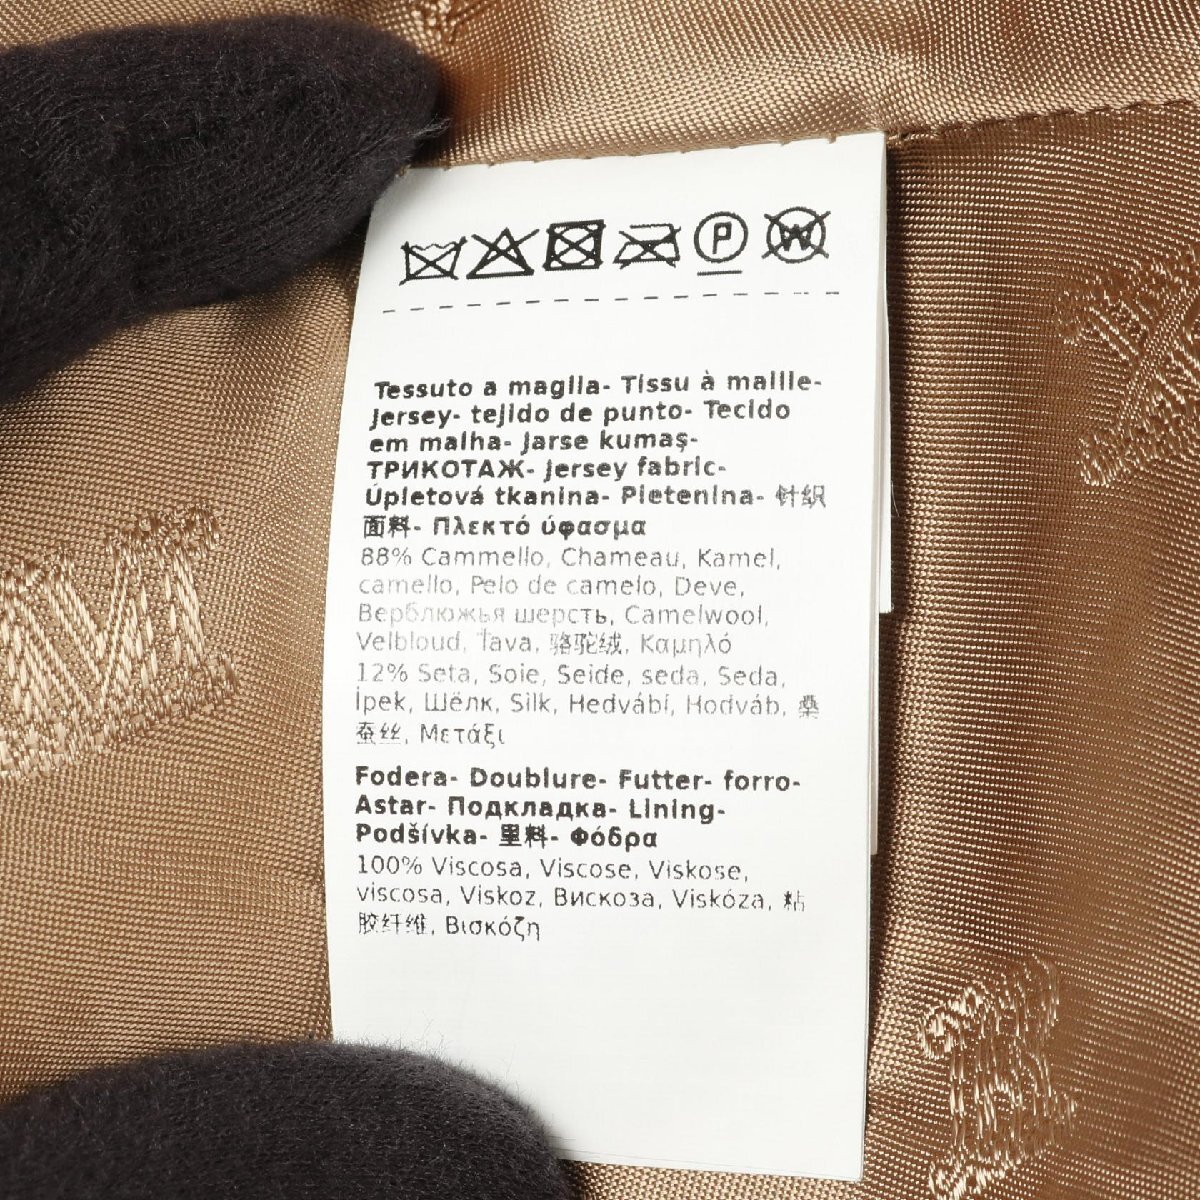 P W
Tessuto a maglia- Tissu à maille-
Jersey- tejido de punto- Tecido
em malha- Jarse kumaş-
ТРИКОТАЖ- Jersey fabric-
Úpletová tkanina- Pletenina- 针织
面料- Πλεκτό ύφασμα
88% Cammello, Chameau, Kamel,
camello, Pelo de camelo, Deve,
Верблюжья шерсть, Camelwool,
Velbloud, Ťava, 骆驼绒, Καμηλό
12% Seta, Soie, Seide, seda, Seda,
İpek, Шёлк, Silk, Hedvábí, Hodváb, 桑
蚕丝, Μετάξι
Fodera- Doublure- Futter- forro-
Astar- Подкладка- Lining-
Podšívka- 里料- Φόδρα
100% Viscosa, Viscose, Viskose,
viscosa, Viskoz, Вискоза, Viskóza, 粘
胶纤维, Βισκόζη